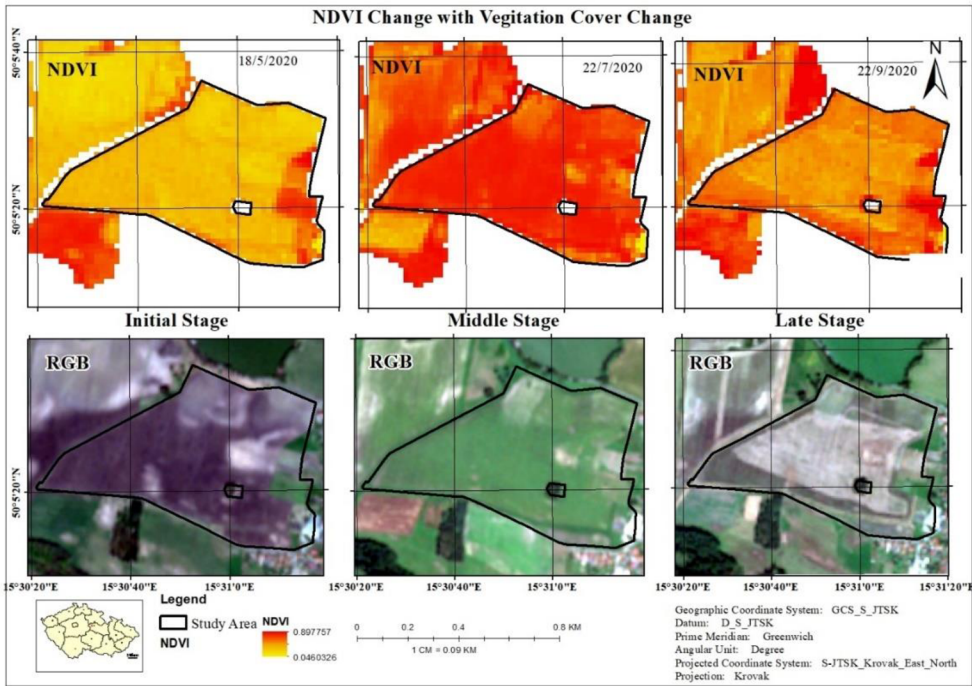 NDVI Change with Vegitation Cover Change
50°5'40"N
NDVI
18/5/2020
NDVI
22/7/2020
NDVI
22/9/2020
N
50°5'20"N
Initial Stage
Middle Stage
Late Stage
RGB
RGB
RGB
50°5'20"N
15°30'20"E
15°30'40"E
15°31'0"E
15°30'20"E
15°30'40"E
15°31'0"E
15°30'20"E
15°30'40"E
15°31'0"E
15°31'20"E
Legend
Study Area
NDVI
NDVI
0.897757
0.0460326
0
0.4
0.8 KM
1 CM = 0.09 KM
Geographic Coordinate System: GCS_S_JTSK
Datum: D_S_JTSK
Prime Meridian: Greenwich
Angular Unit: Degree
Projected Coordinate System: S-JTSK_Krovak_East_North
Projection: Krovak